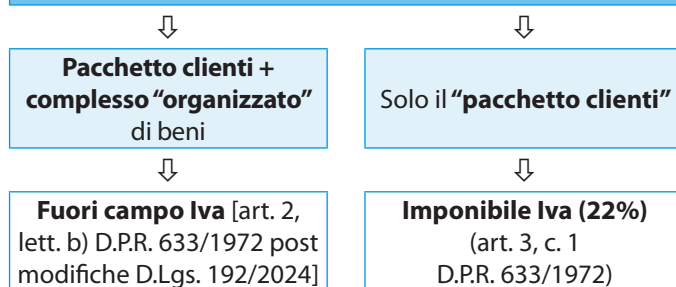 Pacchetto clienti +
complesso "organizzato"
di beni
Solo il "pacchetto clienti"
Fuori campo Iva [art. 2,
lett. b) D.P.R. 633/1972 post
modifiche D.Lgs. 192/2024]
Imponibile Iva (22%)
(art. 3, c. 1
D.P.R. 633/1972)